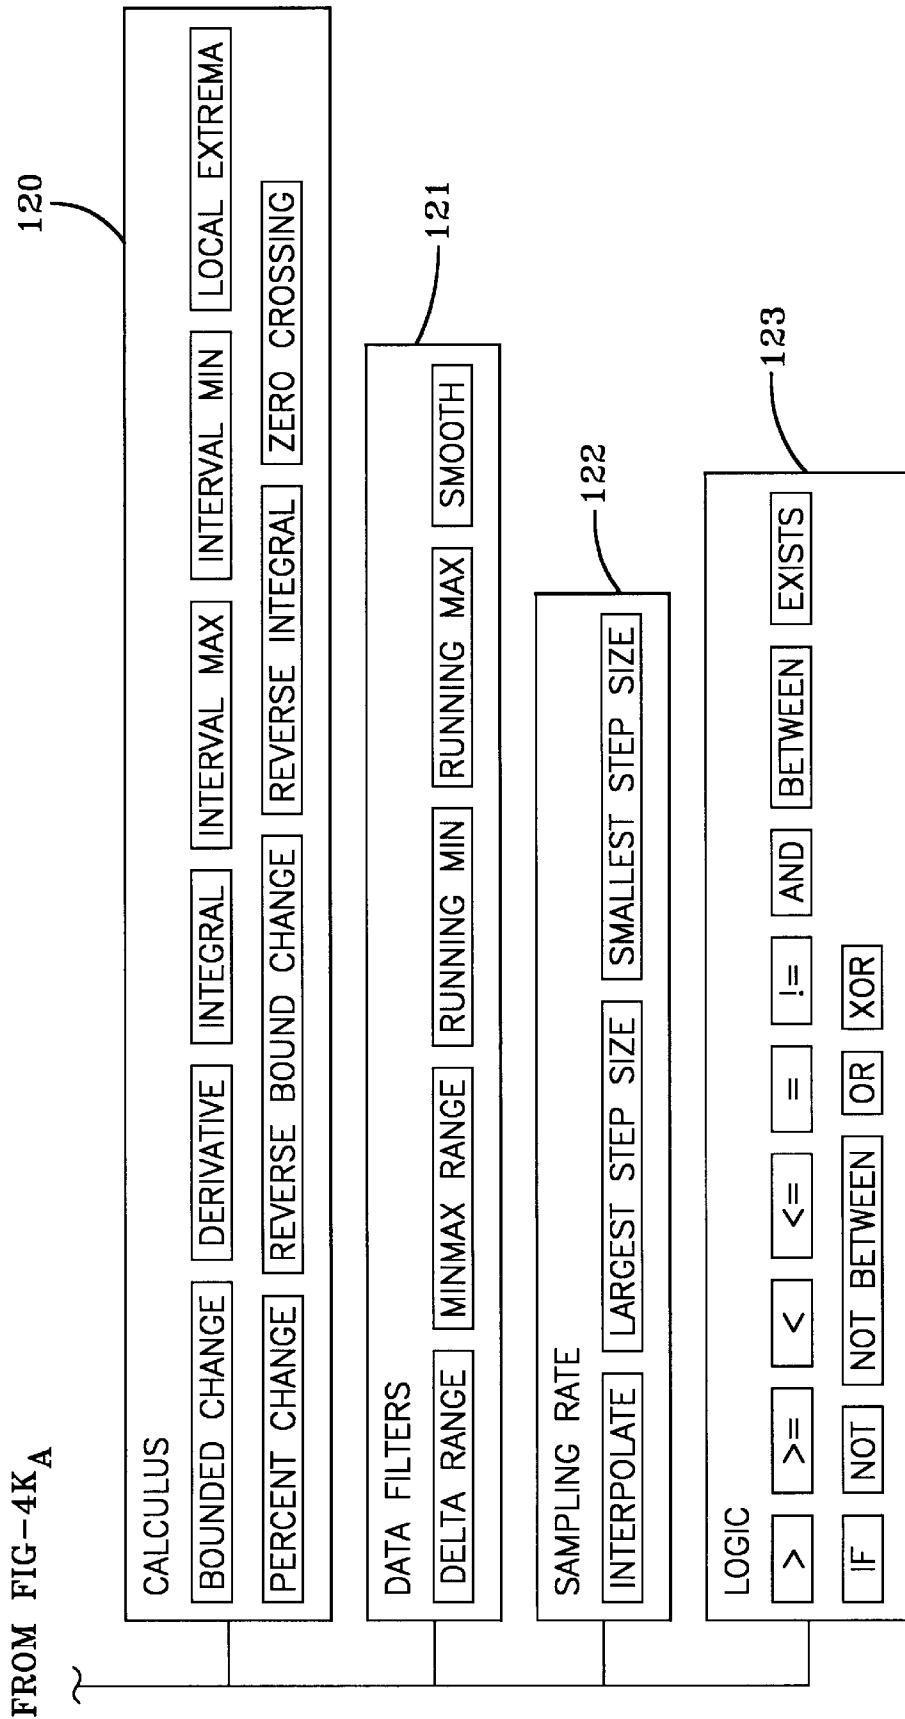 FROM FIG-4KA
120
CALCULUS
BOUNDED CHANGE DERIVATIVE INTEGRAL INTERVAL MAX INTERVAL MIN LOCAL EXTREMA
PERCENT CHANGE REVERSE BOUND CHANGE REVERSE INTEGRAL ZERO CROSSING
121
DATA FILTERS
DELTA RANGE MINMAX RANGE RUNNING MIN RUNNING MAX SMOOTH
122
SAMPLING RATE
INTERPOLATE LARGEST STEP SIZE SMALLEST STEP SIZE
123
LOGIC
> >= < <= = != AND BETWEEN EXISTS
IF NOT NOT BETWEEN OR XOR